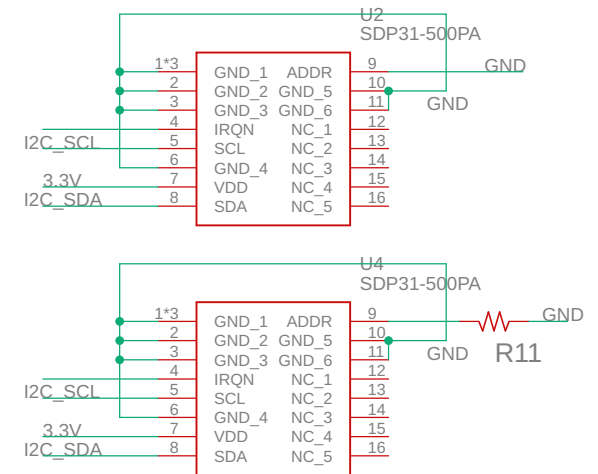 U2
SDP31-500PA
1*3 GND_1 ADDR 9 GND
2 GND_2 GND_5 10
3 GND_3 GND_6 11 GND
4 IRQN NC_1 12
I2C_SCL 5 SCL NC_2 13
6 GND_4 NC_3 14
3.3V 7 VDD NC_4 15
I2C_SDA 8 SDA NC_5 16
U4
SDP31-500PA
1*3 GND_1 ADDR 9 GND
2 GND_2 GND_5 10
3 GND_3 GND_6 11 GND R11
4 IRQN NC_1 12
I2C_SCL 5 SCL NC_2 13
6 GND_4 NC_3 14
3.3V 7 VDD NC_4 15
I2C_SDA 8 SDA NC_5 16